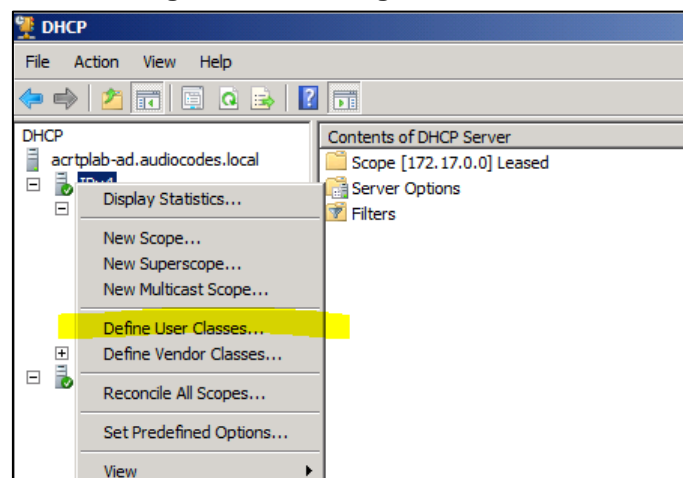 DHCP
File Action View Help
DHCP
acrtplab-ad.audiocodes.local
Contents of DHCP Server
Scope [172.17.0.0] Leased
Server Options
Filters
Display Statistics...
New Scope...
New Superscope...
New Multicast Scope...
Define User Classes...
Define Vendor Classes...
Reconcile All Scopes...
Set Predefined Options...
View